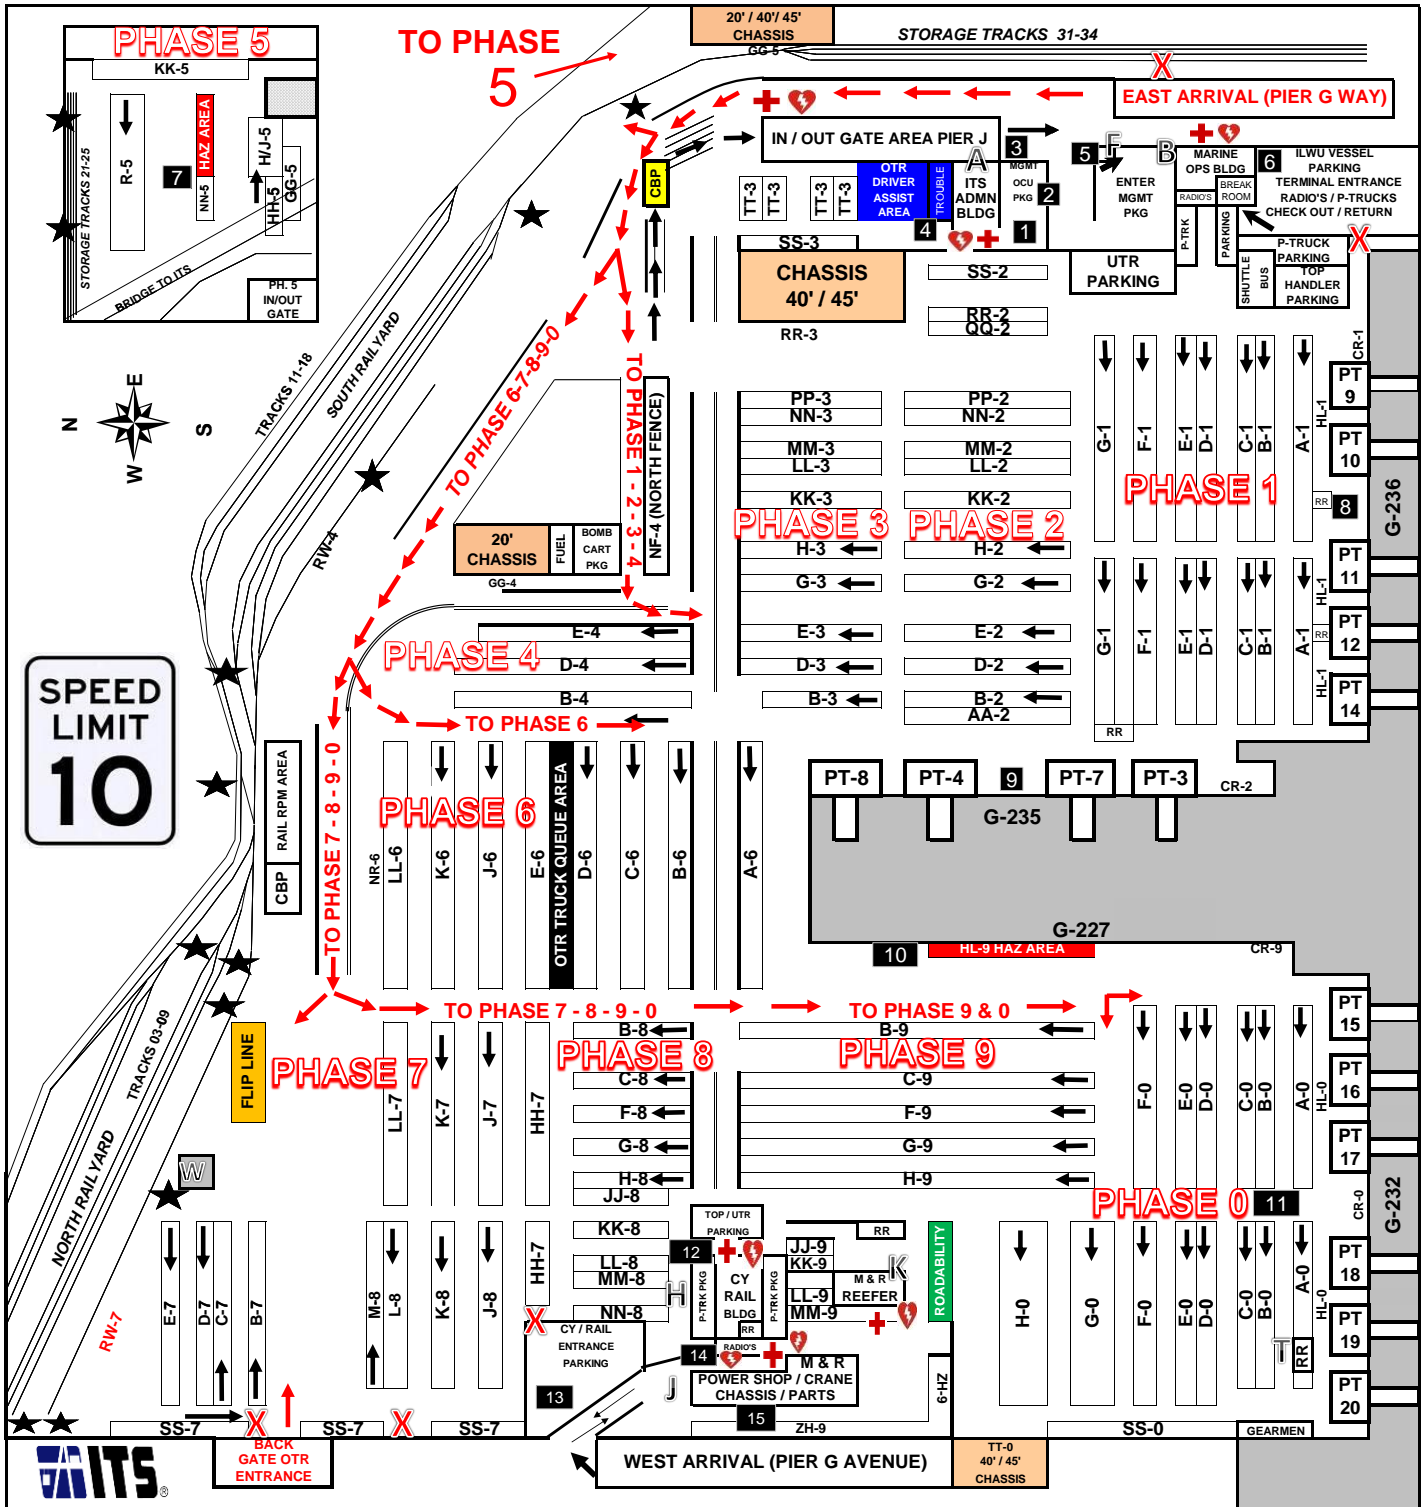 20' / 40'/ 45'
CHASSIS
GG-5
STORAGE TRACKS 31-34
TO PHASE
5
PHASE 5
KK-5
R-5
HAZ AREA
NN-5
H/J-5
HH-5
GG-5
7
STORAGE TRACKS 21-25
BRIDGE TO ITS
PH. 5
IN/OUT
GATE
X
EAST ARRIVAL (PIER G WAY)
IN / OUT GATE AREA PIER J
CBP
TT-3
TT-3
TT-3
TT-3
OTR
DRIVER
ASSIST
AREA
TROUBLE
4
A
ITS
ADMN
BLDG
3
MGMT
OCU
PKG
2
1
5
F
B
ENTER
MGMT
PKG
MARINE
OPS BLDG
RADIO'S
BREAK
ROOM
6
ILWU VESSEL
PARKING
TERMINAL ENTRANCE
RADIO'S / P-TRUCKS
CHECK OUT / RETURN
P-TRK
PARKING
X
P-TRUCK
PARKING
SHUTTLE
BUS
TOP
HANDLER
PARKING
UTR
PARKING
SS-3
CHASSIS
40' / 45'
RR-3
SS-2
RR-2
QQ-2
N
E
S
W
TRACKS 11-18
SOUTH RAILYARD
RW-4
TO PHASE 6-7-8-9-0
TO PHASE 1 - 2 - 3 - 4
NF-4 (NORTH FENCE)
20'
CHASSIS
FUEL
BOMB
CART
PKG
GG-4
PP-3
NN-3
MM-3
LL-3
KK-3
PHASE 3
H-3
G-3
E-3
D-3
B-3
PP-2
NN-2
MM-2
LL-2
KK-2
PHASE 2
H-2
G-2
E-2
D-2
B-2
AA-2
G-1
F-1
E-1
D-1
C-1
B-1
A-1
PHASE 1
G-1
F-1
E-1
D-1
C-1
B-1
A-1
RR
CR-1
HL-1
RR
8
HL-1
RR
HL-1
PT
9
PT
10
PT
11
PT
12
PT
14
G-236
SPEED
LIMIT
10
PHASE 4
E-4
D-4
B-4
TO PHASE 6
TO PHASE 7 - 8 - 9 - 0
RAIL RPM AREA
CBP
PHASE 6
NR-6
LL-6
K-6
J-6
E-6
OTR TRUCK QUEUE AREA
D-6
C-6
B-6
A-6
PT-8
PT-4
9
PT-7
PT-3
CR-2
G-235
G-227
10
HL-9 HAZ AREA
CR-9
TO PHASE 7 - 8 - 9 - 0
TO PHASE 9 & 0
TRACKS 03-09
NORTH RAILYARD
FLIP LINE
PHASE 7
LL-7
K-7
J-7
HH-7
PHASE 8
B-8
C-8
F-8
G-8
H-8
JJ-8
KK-8
LL-8
MM-8
NN-8
PHASE 9
B-9
C-9
F-9
G-9
H-9
F-0
E-0
D-0
C-0
B-0
A-0
HL-0
PHASE 0
11
CR-0
PT
15
PT
16
PT
17
PT
18
PT
19
PT
20
G-232
W
RW-7
E-7
D-7
C-7
B-7
M-8
L-8
K-8
J-8
HH-7
X
TOP / UTR
PARKING
12
H
P-TRK PKG
CY
RAIL
BLDG
RR
P-TRK PKG
JJ-9
KK-9
LL-9
MM-9
RR
K
M & R
REEFER
ROADABILITY
H-0
G-0
F-0
E-0
D-0
C-0
B-0
A-0
HL-0
T
RR
CY / RAIL
ENTRANCE
PARKING
13
14
RADIO'S
J
M & R
POWER SHOP / CRANE
CHASSIS / PARTS
15
6-HZ
ZH-9
SS-7
X
SS-7
X
SS-7
SS-0
GEARMEN
BACK
GATE OTR
ENTRANCE
WEST ARRIVAL (PIER G AVENUE)
TT-0
40' / 45'
CHASSIS
ITS®